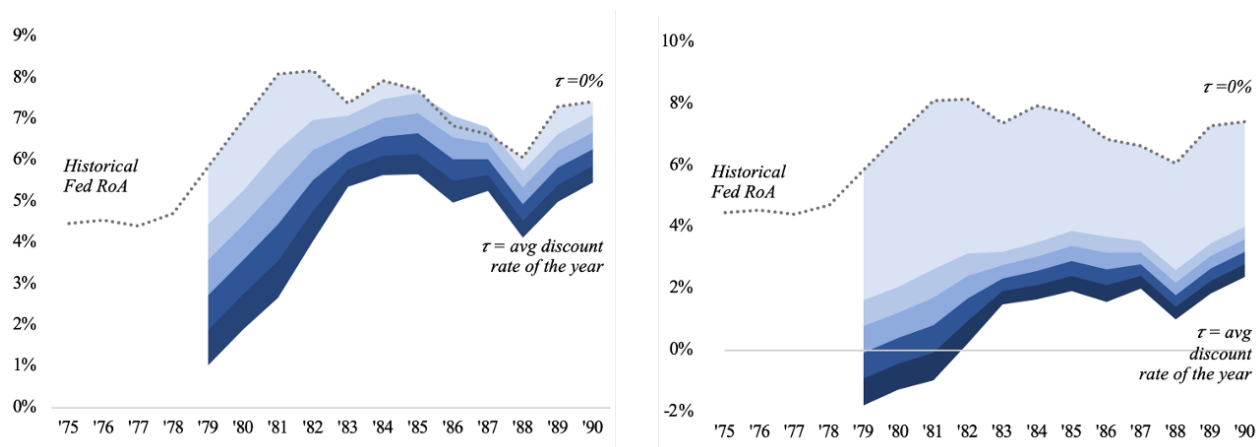 9%
8%
7%
6%
5%
4%
3%
2%
1%
0%
τ =0%
Historical
Fed RoA
τ = avg discount
rate of the year
'75 '76 '77 '78 '79 '80 '81 '82 '83 '84 '85 '86 '87 '88 '89 '90
10%
8%
6%
4%
2%
0%
-2%
τ =0%
Historical
Fed RoA
τ = avg
discount
rate of the year
'75 '76 '77 '78 '79 '80 '81 '82 '83 '84 '85 '86 '87 '88 '89 '90